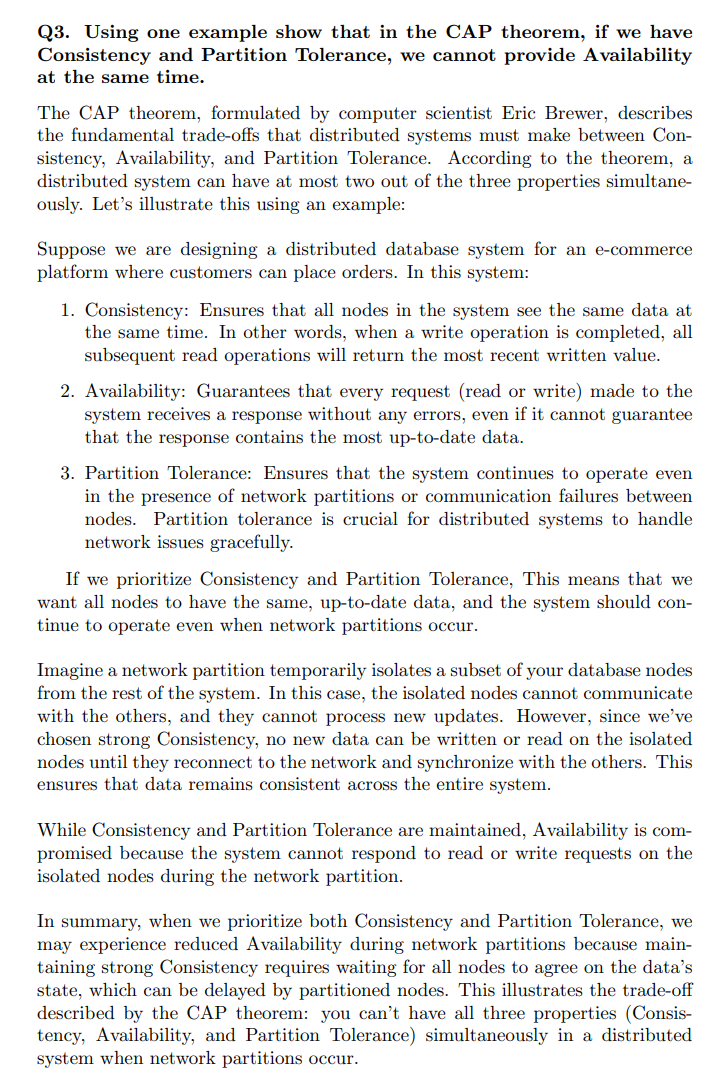 Q3. Using one example show that in the CAP theorem, if we have
Consistency and Partition Tolerance, we cannot provide Availability
at the same time.
The CAP theorem, formulated by computer scientist Eric Brewer, describes
the fundamental trade-offs that distributed systems must make between Con-
sistency, Availability, and Partition Tolerance. According to the theorem, a
distributed system can have at most two out of the three properties simultane-
ously. Let's illustrate this using an example:
Suppose we are designing a distributed database system for an e-commerce
platform where customers can place orders. In this system:
1. Consistency: Ensures that all nodes in the system see the same data at
the same time. In other words, when a write operation is completed, all
subsequent read operations will return the most recent written value.
2. Availability: Guarantees that every request (read or write) made to the
system receives a response without any errors, even if it cannot guarantee
that the response contains the most up-to-date data.
3. Partition Tolerance: Ensures that the system continues to operate even
in the presence of network partitions or communication failures between
nodes. Partition tolerance is crucial for distributed systems to handle
network issues gracefully.
If we prioritize Consistency and Partition Tolerance, This means that we
want all nodes to have the same, up-to-date data, and the system should con-
tinue to operate even when network partitions occur.
Imagine a network partition temporarily isolates a subset of your database nodes
from the rest of the system. In this case, the isolated nodes cannot communicate
with the others, and they cannot process new updates. However, since we've
chosen strong Consistency, no new data can be written or read on the isolated
nodes until they reconnect to the network and synchronize with the others. This
ensures that data remains consistent across the entire system.
While Consistency and Partition Tolerance are maintained, Availability is com-
promised because the system cannot respond to read or write requests on the
isolated nodes during the network partition.
In summary, when we prioritize both Consistency and Partition Tolerance, we
may experience reduced Availability during network partitions because main-
taining strong Consistency requires waiting for all nodes to agree on the data's
state, which can be delayed by partitioned nodes. This illustrates the trade-off
described by the CAP theorem: you can't have all three properties (Consis-
tency, Availability, and Partition Tolerance) simultaneously in a distributed
system when network partitions occur.